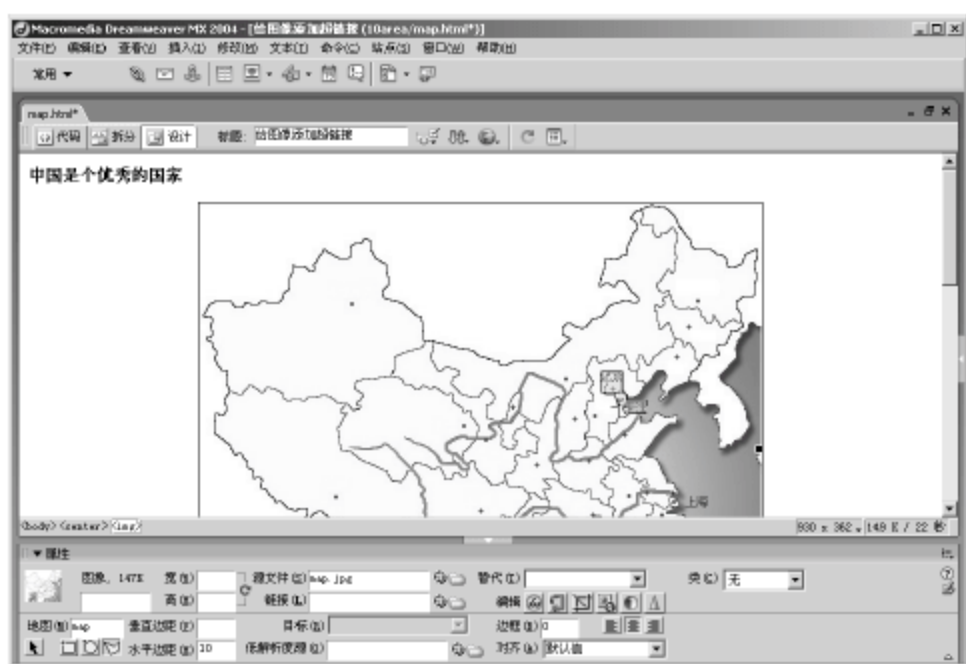 Macromedia Dreamweaver MX 2004 - [给图像添加超链接 (10area/map.html*)]
文件(F) 编辑(E) 查看(V) 插入(I) 修改(M) 文本(T) 命令(C) 站点(S) 窗口(W) 帮助(H)
常用
map.html*
代码 拆分 设计 标题: 给图像添加超链接
中国是个优秀的国家
上海
<body> <center> <img> 930 x 362 149 K / 22 秒
属性
图像, 147K 宽(W) 源文件(S) map.jpg 替代(T) 类(C) 无
高(H) 链接(L) 编辑
地图(M) map 垂直边距(V) 目标(R) 边框(B) 0
水平边距(P) 10 低解析度源(O) 对齐(A) 默认值